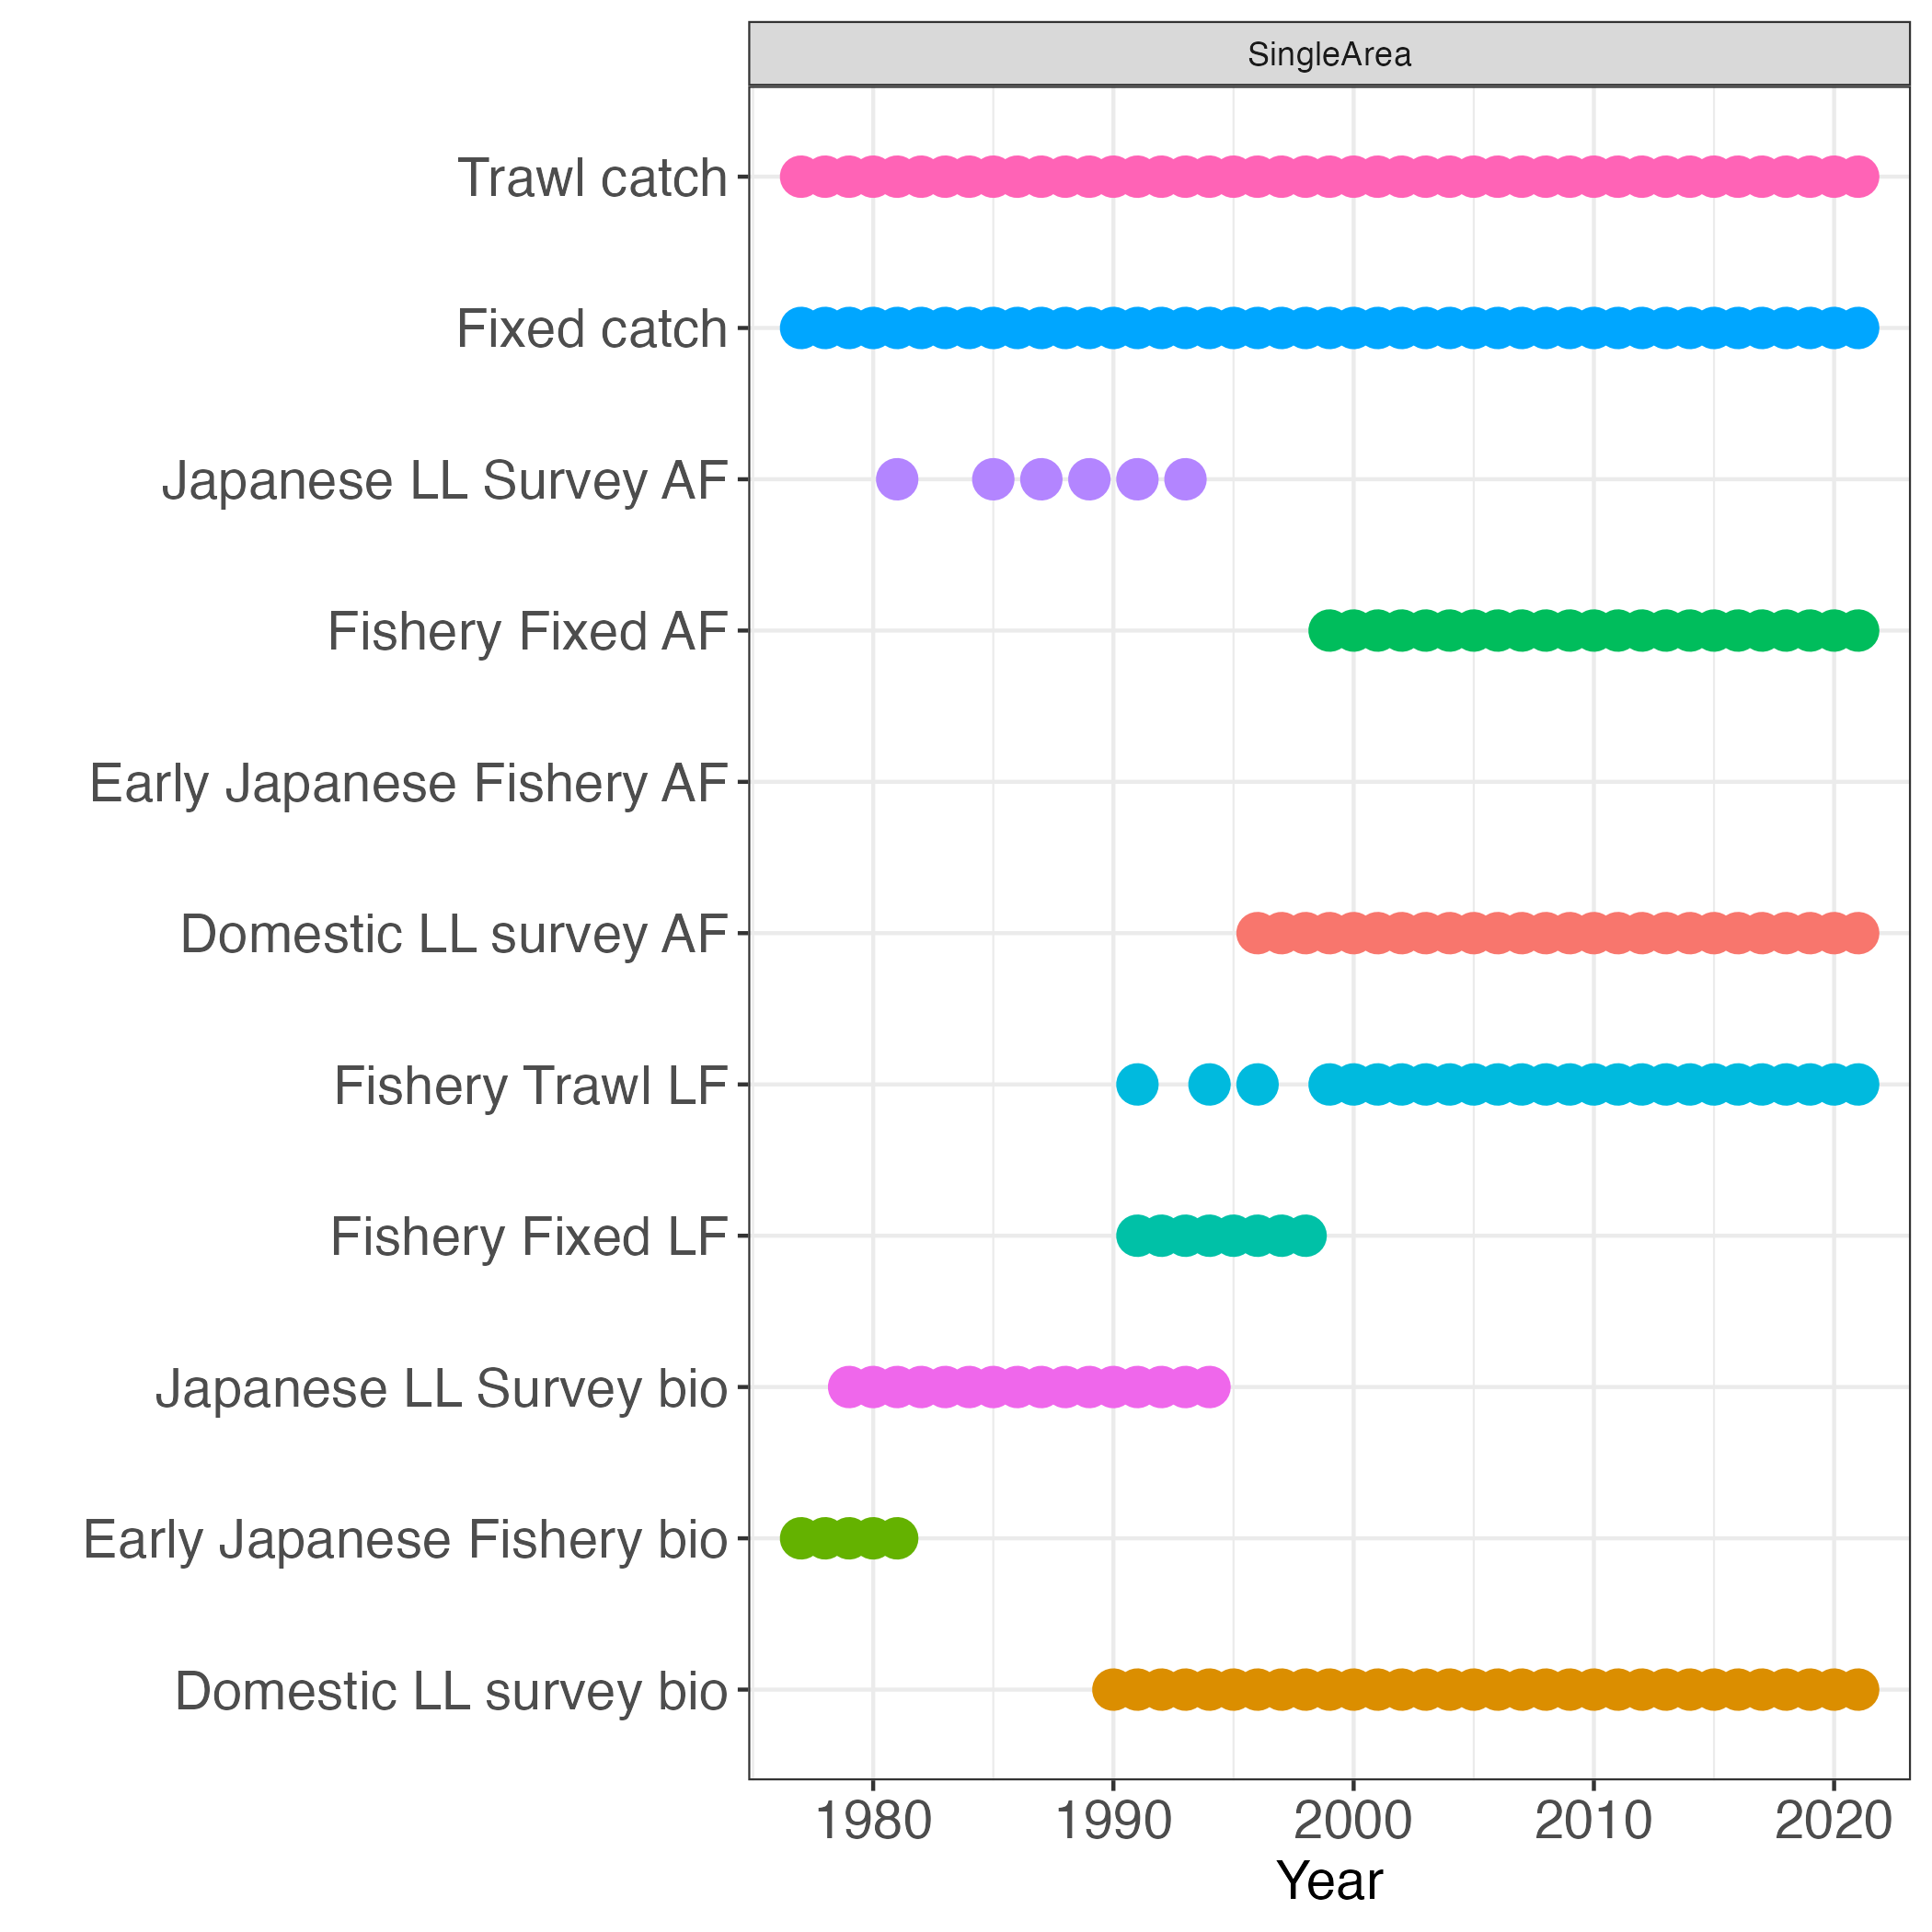 SingleArea
Trawl catch
Fixed catch
Japanese LL Survey AF
Fishery Fixed AF
Early Japanese Fishery AF
Domestic LL survey AF
Fishery Trawl LF
Fishery Fixed LF
Japanese LL Survey bio
Early Japanese Fishery bio
Domestic LL survey bio
1980 1990 2000 2010 2020
Year